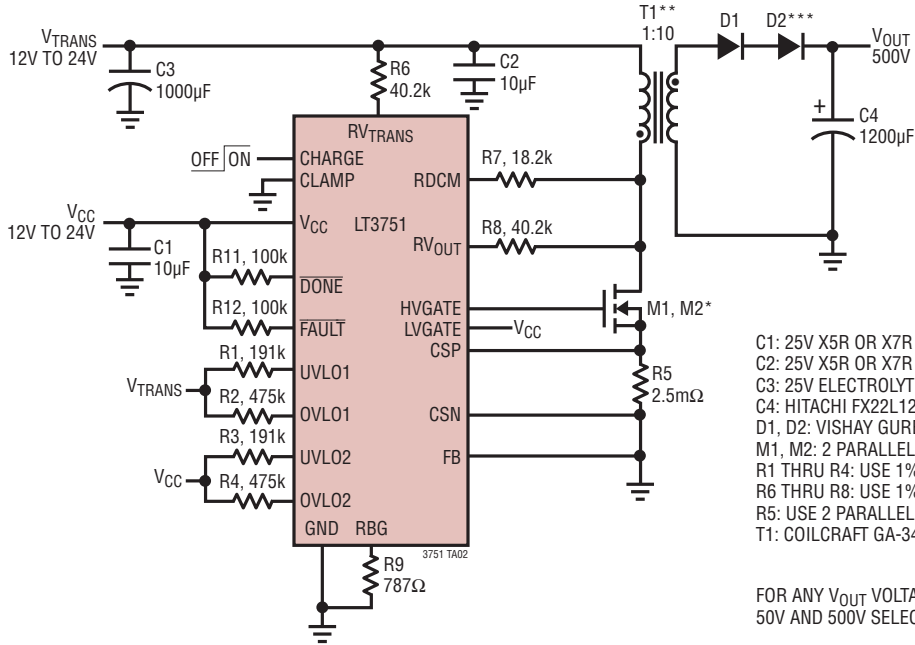 T1**
1:10
D1
D2***
VTRANS
12V TO 24V
VOUT
500V
C3
1000µF
R6
40.2k
C2
10µF
+
C4
1200µF
RVTRANS
OFF ON
CHARGE
CLAMP
RDCM
R7, 18.2k
VCC
12V TO 24V
VCC
LT3751
RVOUT
R8, 40.2k
C1
10µF
R11, 100k
DONE
R12, 100k
FAULT
HVGATE
LVGATE
VCC
CSP
M1, M2*
R1, 191k
UVLO1
VTRANS
R2, 475k
OVLO1
CSN
R5
2.5mΩ
R3, 191k
UVLO2
FB
VCC
R4, 475k
OVLO2
GND RBG
3751 TA02
R9
787Ω
C1: 25V X5R OR X7R
C2: 25V X5R OR X7R
C3: 25V ELECTROLYT
C4: HITACHI FX22L12
D1, D2: VISHAY GURI
M1, M2: 2 PARALLEL
R1 THRU R4: USE 1%
R6 THRU R8: USE 1%
R5: USE 2 PARALLEL
T1: COILCRAFT GA-34
FOR ANY VOUT VOLTA
50V AND 500V SELEC